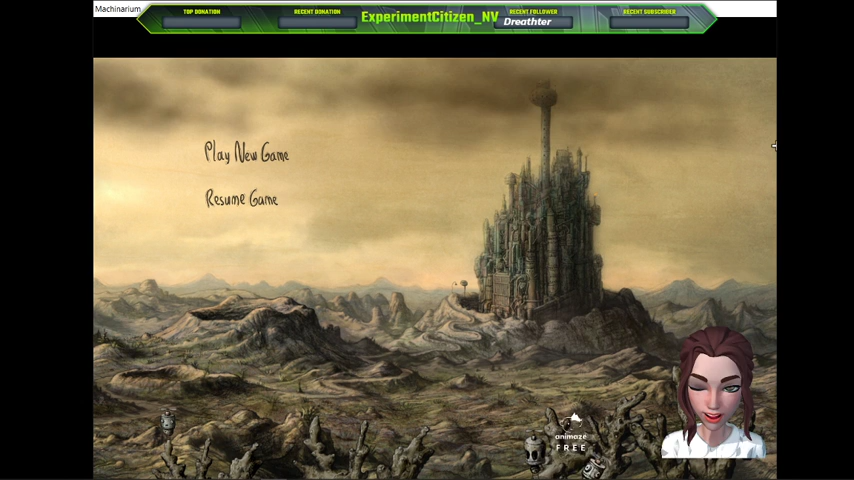 Machinarium
TOP DONATION
RECENT DONATION
ExperimentCitizen_NV
RECENT FOLLOWER
Dreathter
RECENT SUBSCRIBER
Play New Game
Resume Game
animaze
FREE